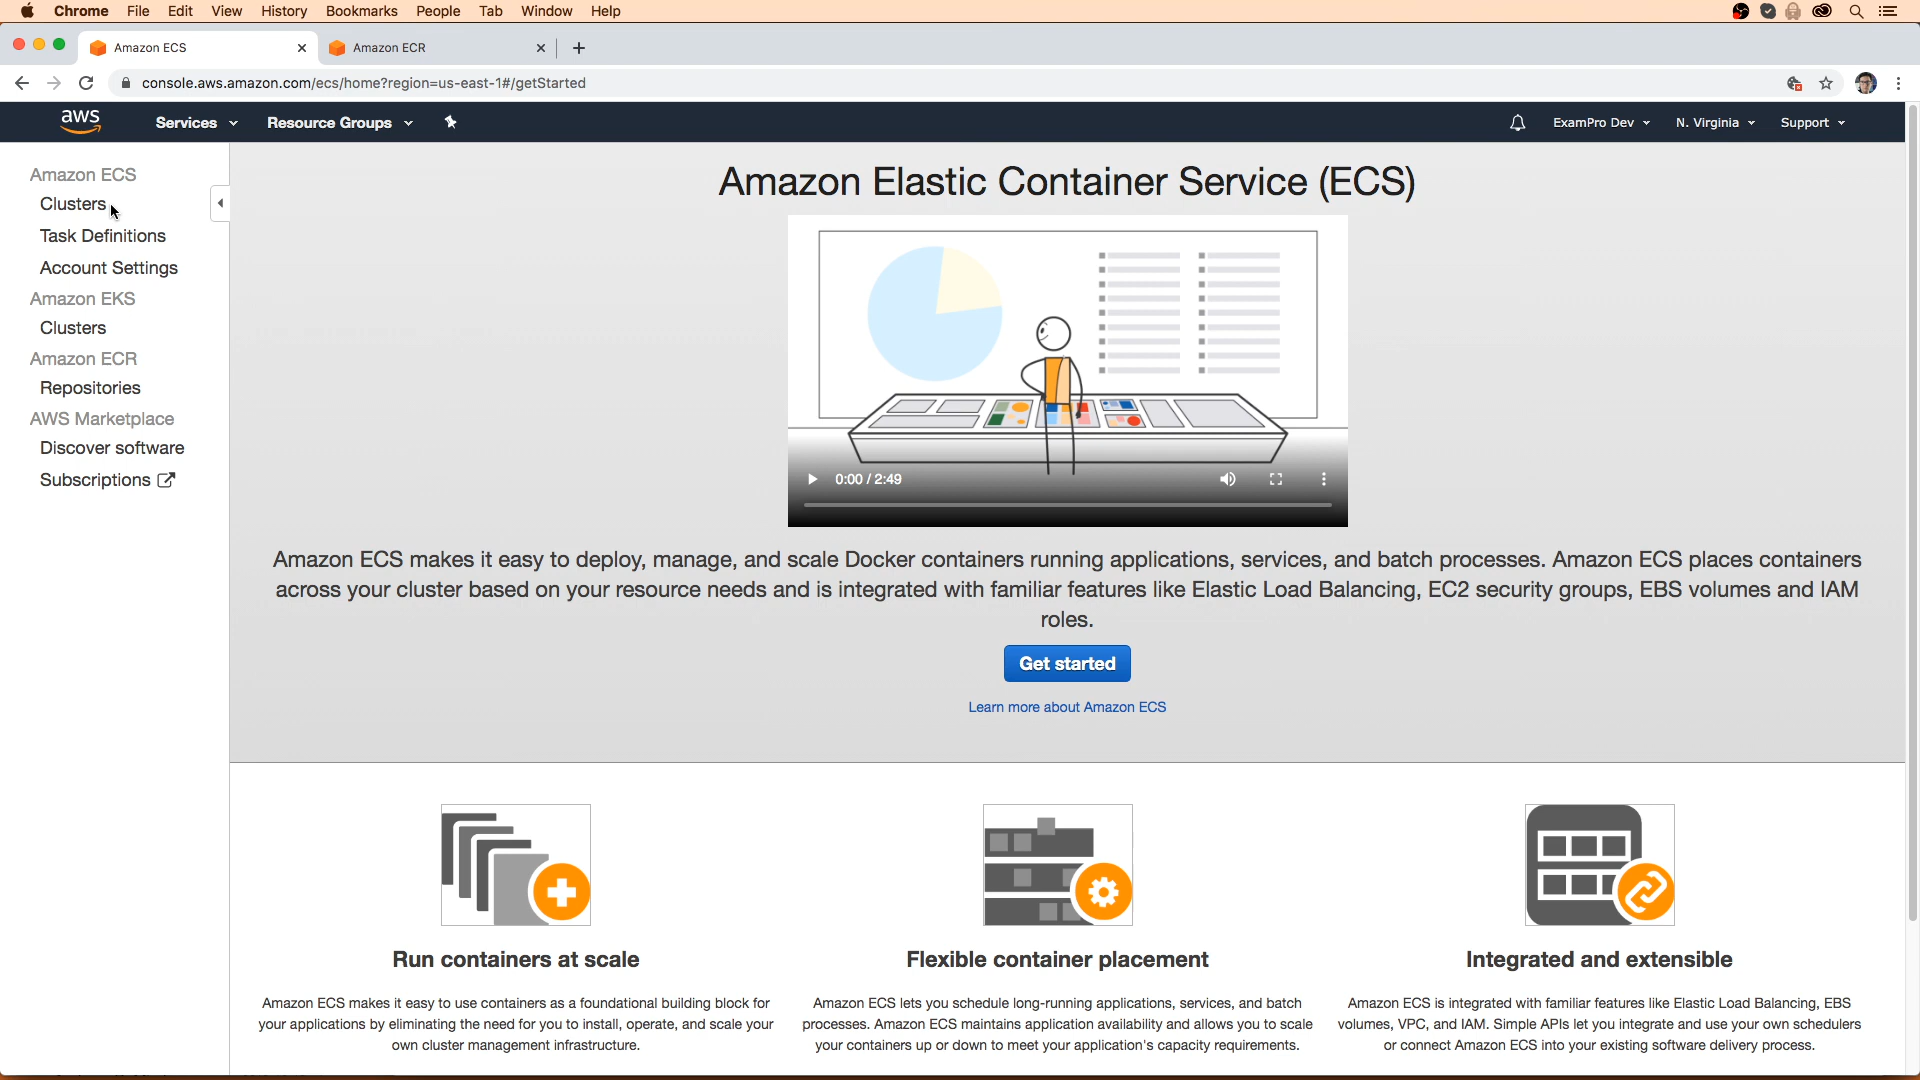 Chrome File Edit View History Bookmarks People Tab Window Help
Amazon ECS
Amazon ECR
console.aws.amazon.com/ecs/home?region=us-east-1#/getStarted
aws Services Resource Groups ExamPro Dev N. Virginia Support
Amazon ECS
Clusters
Task Definitions
Account Settings
Amazon EKS
Clusters
Amazon ECR
Repositories
AWS Marketplace
Discover software
Subscriptions
Amazon Elastic Container Service (ECS)
0:00 / 2:49
Amazon ECS makes it easy to deploy, manage, and scale Docker containers running applications, services, and batch processes. Amazon ECS places containers
across your cluster based on your resource needs and is integrated with familiar features like Elastic Load Balancing, EC2 security groups, EBS volumes and IAM
roles.
Get started
Learn more about Amazon ECS
Run containers at scale
Amazon ECS makes it easy to use containers as a foundational building block for
your applications by eliminating the need for you to install, operate, and scale your
own cluster management infrastructure.
Flexible container placement
Amazon ECS lets you schedule long-running applications, services, and batch
processes. Amazon ECS maintains application availability and allows you to scale
your containers up or down to meet your application's capacity requirements.
Integrated and extensible
Amazon ECS is integrated with familiar features like Elastic Load Balancing, EBS
volumes, VPC, and IAM. Simple APIs let you integrate and use your own schedulers
or connect Amazon ECS into your existing software delivery process.